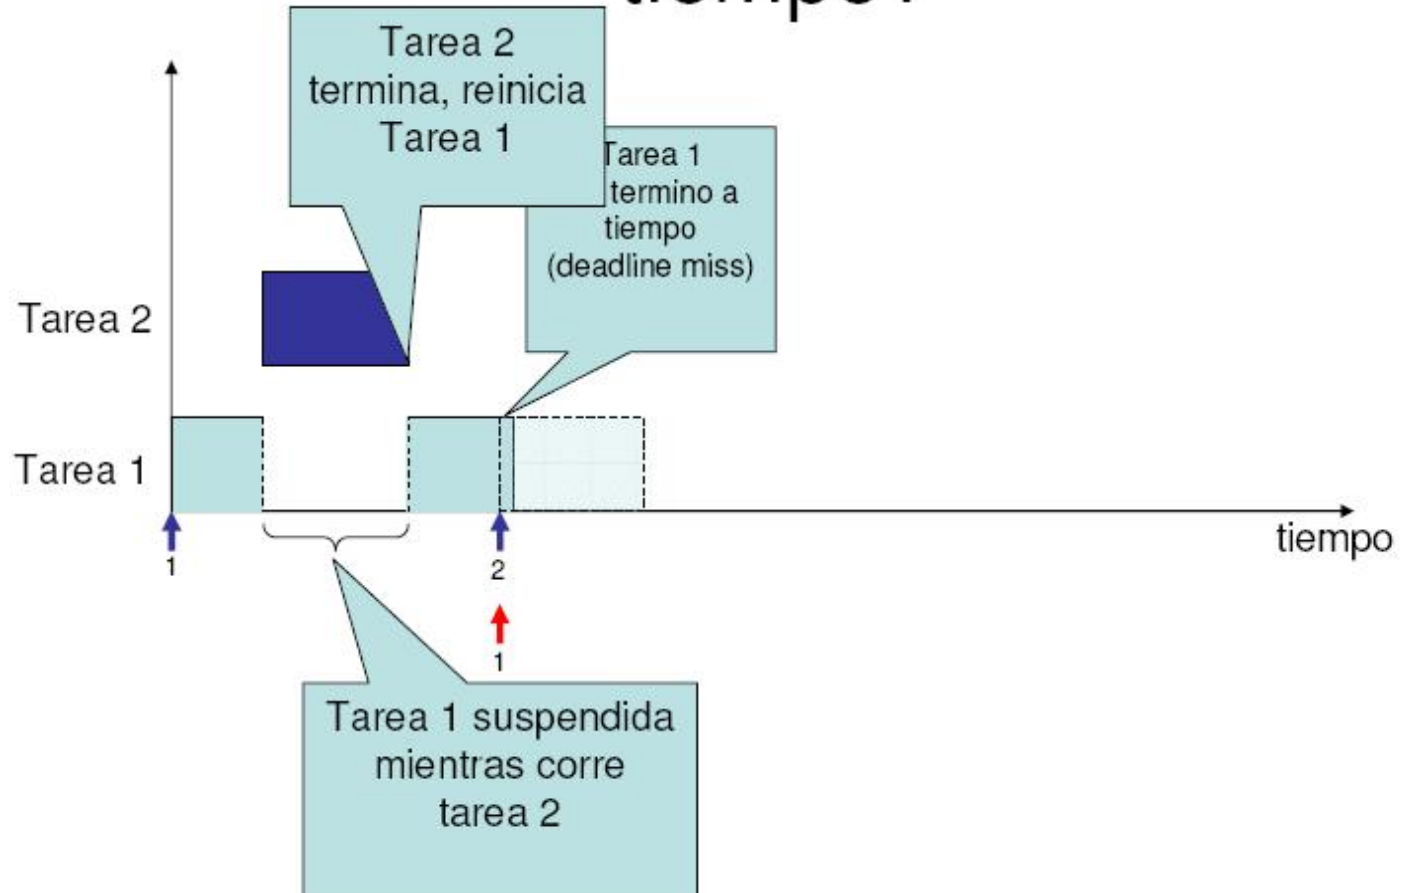 tiempo?
Tarea 2
termina, reinicia
Tarea 1
Tarea 1
termino a
tiempo
(deadline miss)
Tarea 2
Tarea 1
tiempo
1
2
1
Tarea 1 suspendida
mientras corre
tarea 2